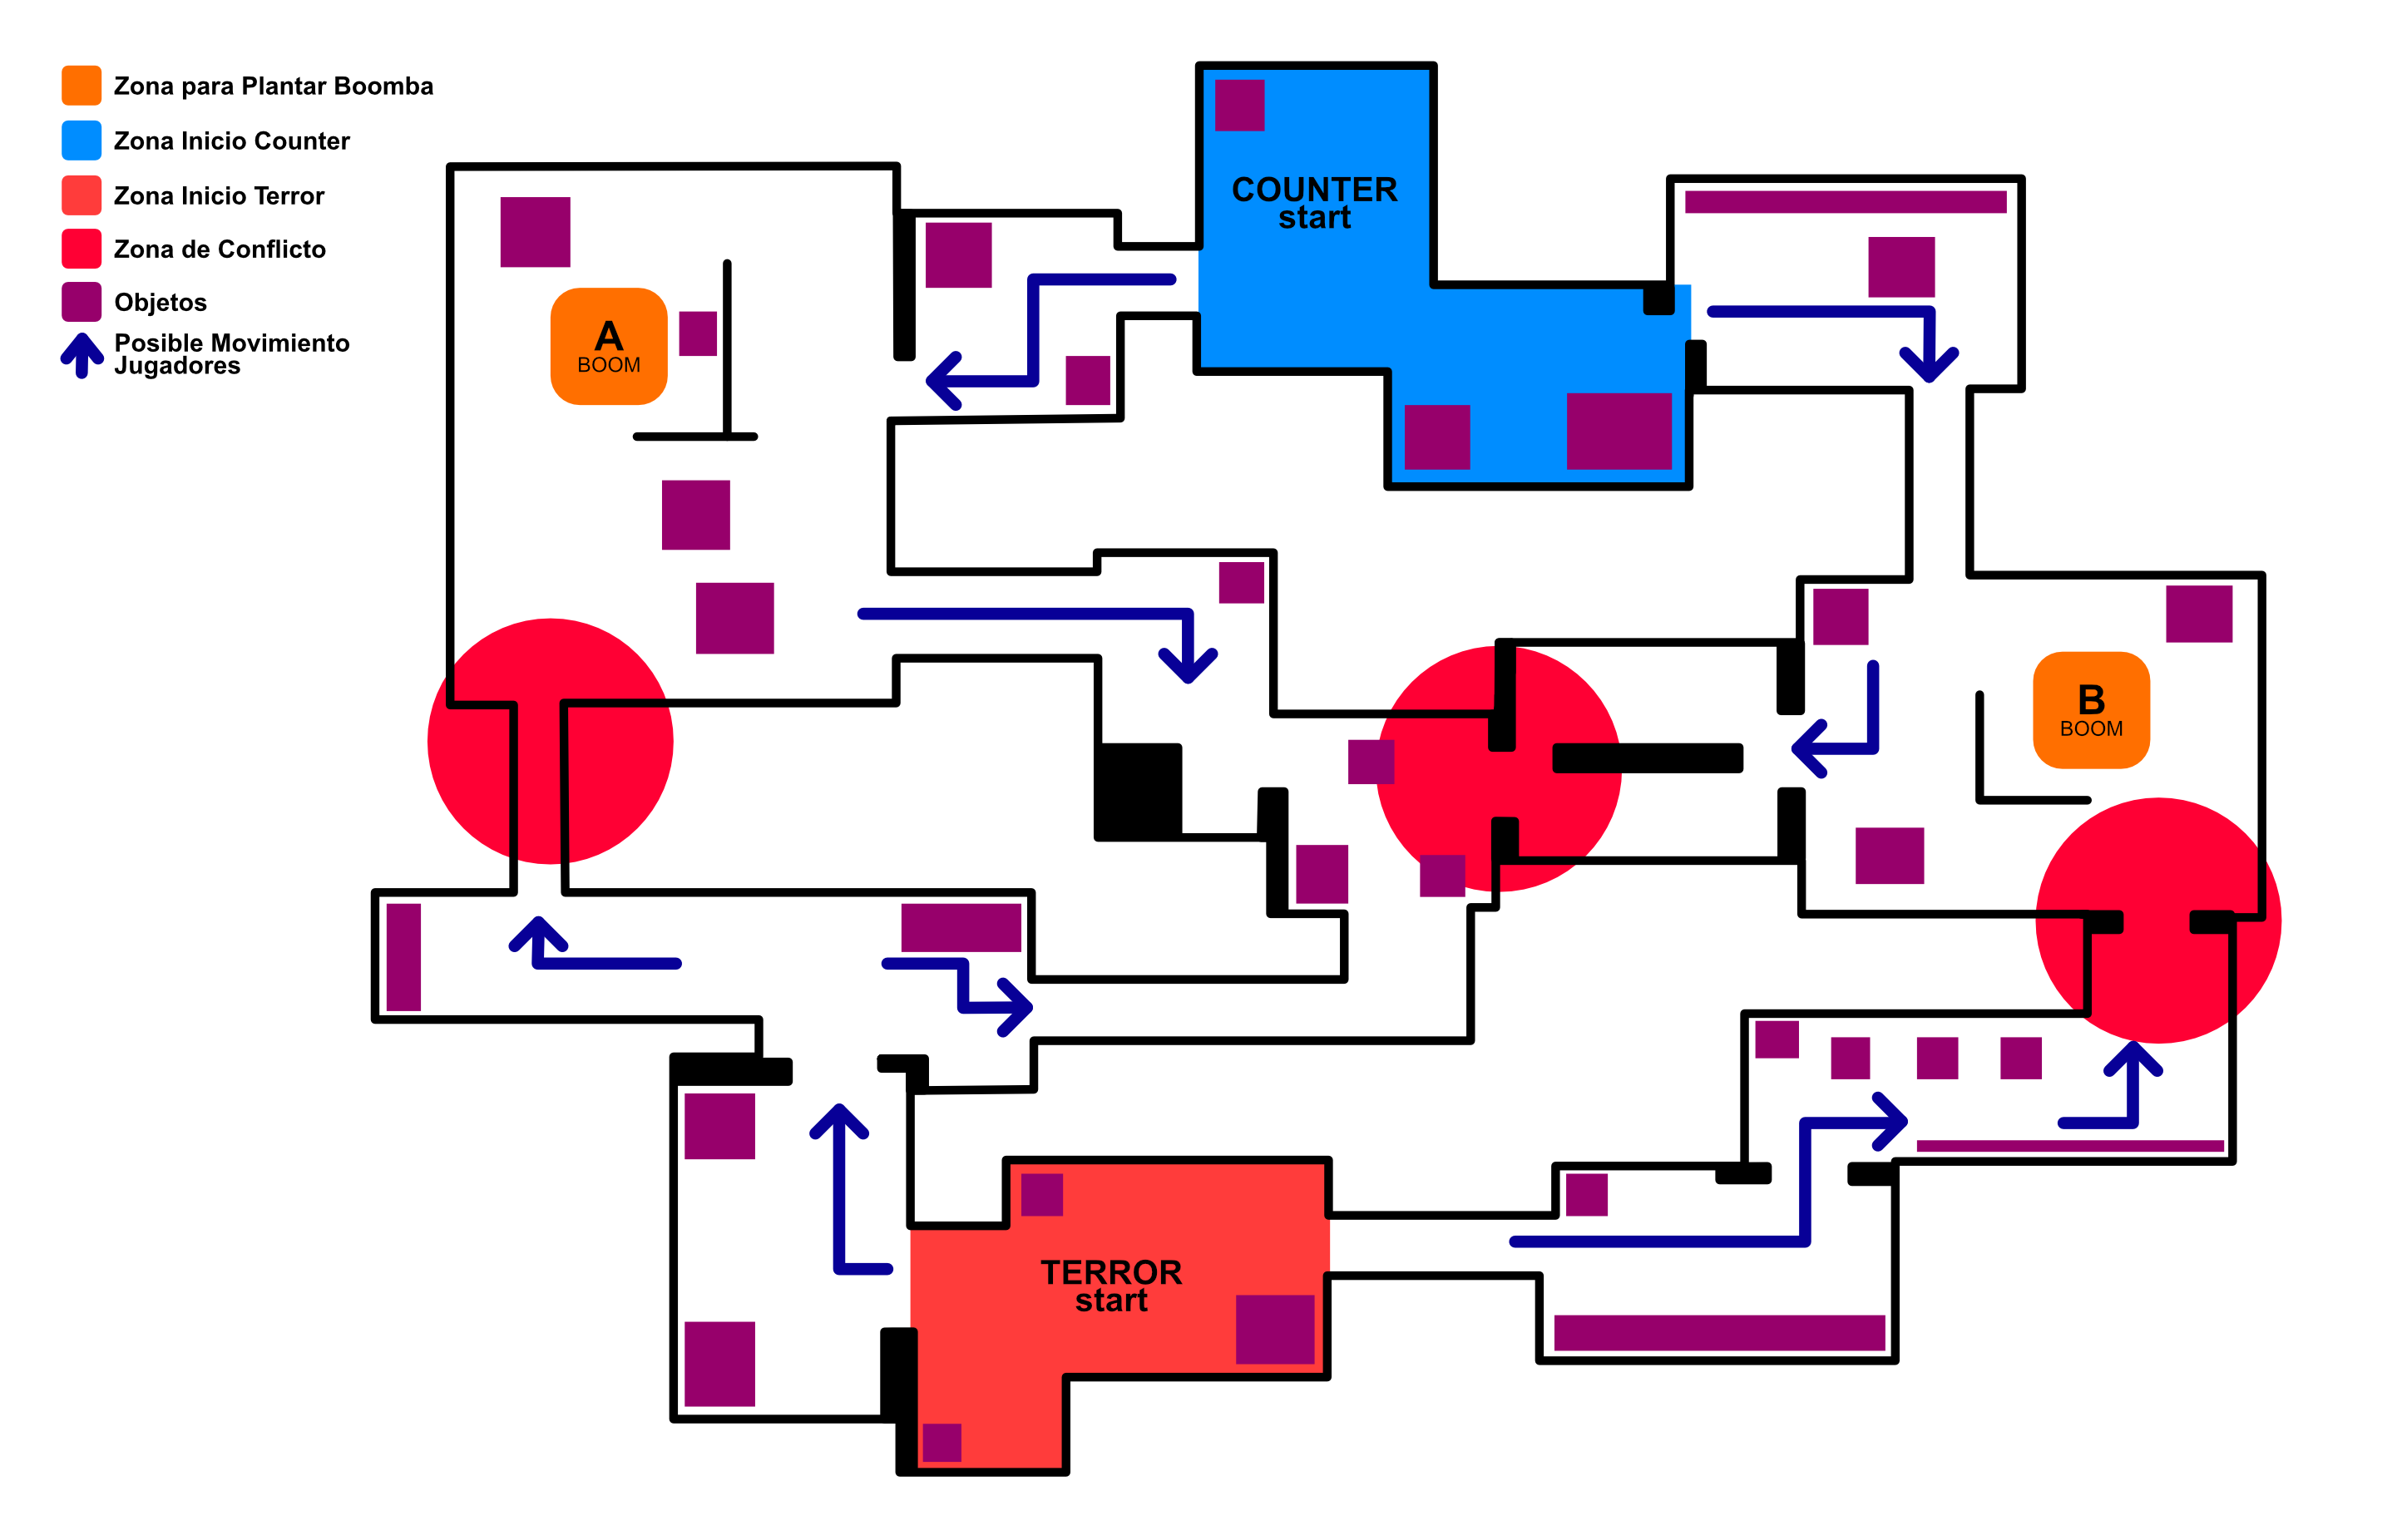 Zona para Plantar Boomba
Zona Inicio Counter
Zona Inicio Terror
Zona de Conflicto
Objetos
Posible Movimiento
Jugadores
COUNTER
start
A
BOOM
B
BOOM
TERROR
start